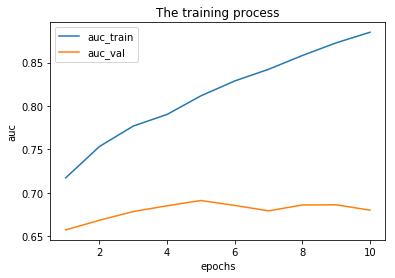 The training process
auc_train
auc_val
0.85
0.80
0.75
0.70
0.65
auc
2 4 6 8 10
epochs